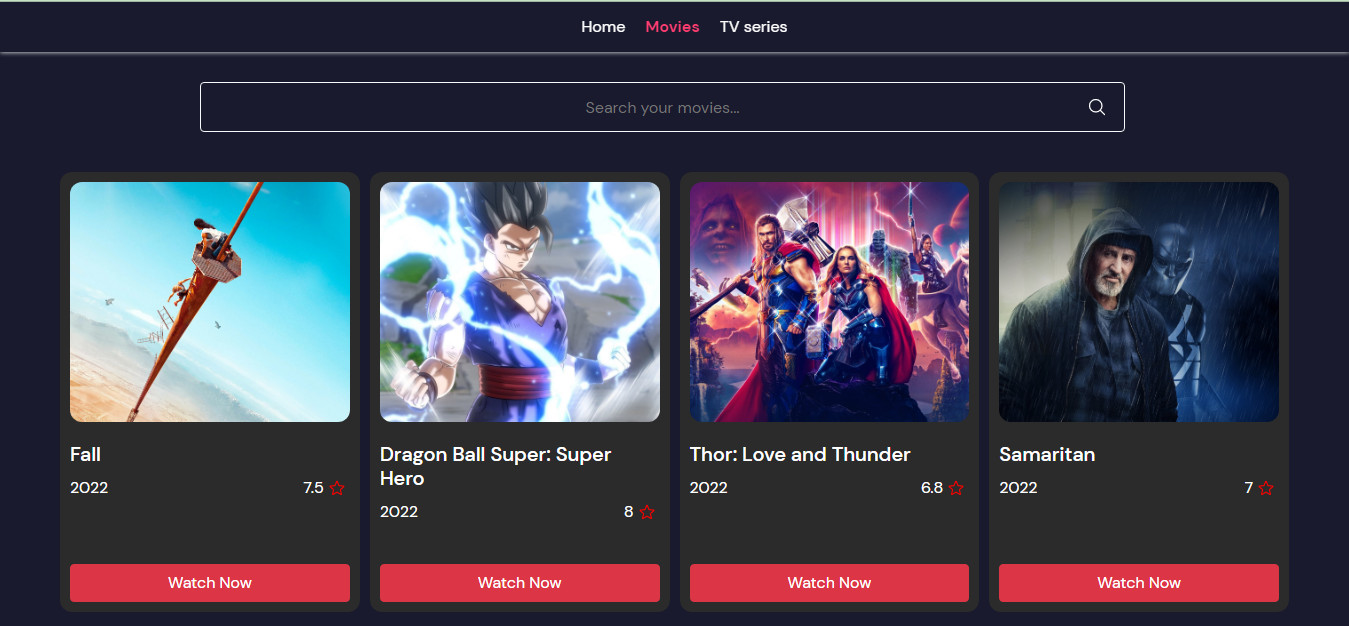 Home Movies TV series
Search your movies...
Fall
2022 7.5
Watch Now
Dragon Ball Super: Super
Hero
2022 8
Watch Now
Thor: Love and Thunder
2022 6.8
Watch Now
Samaritan
2022 7
Watch Now